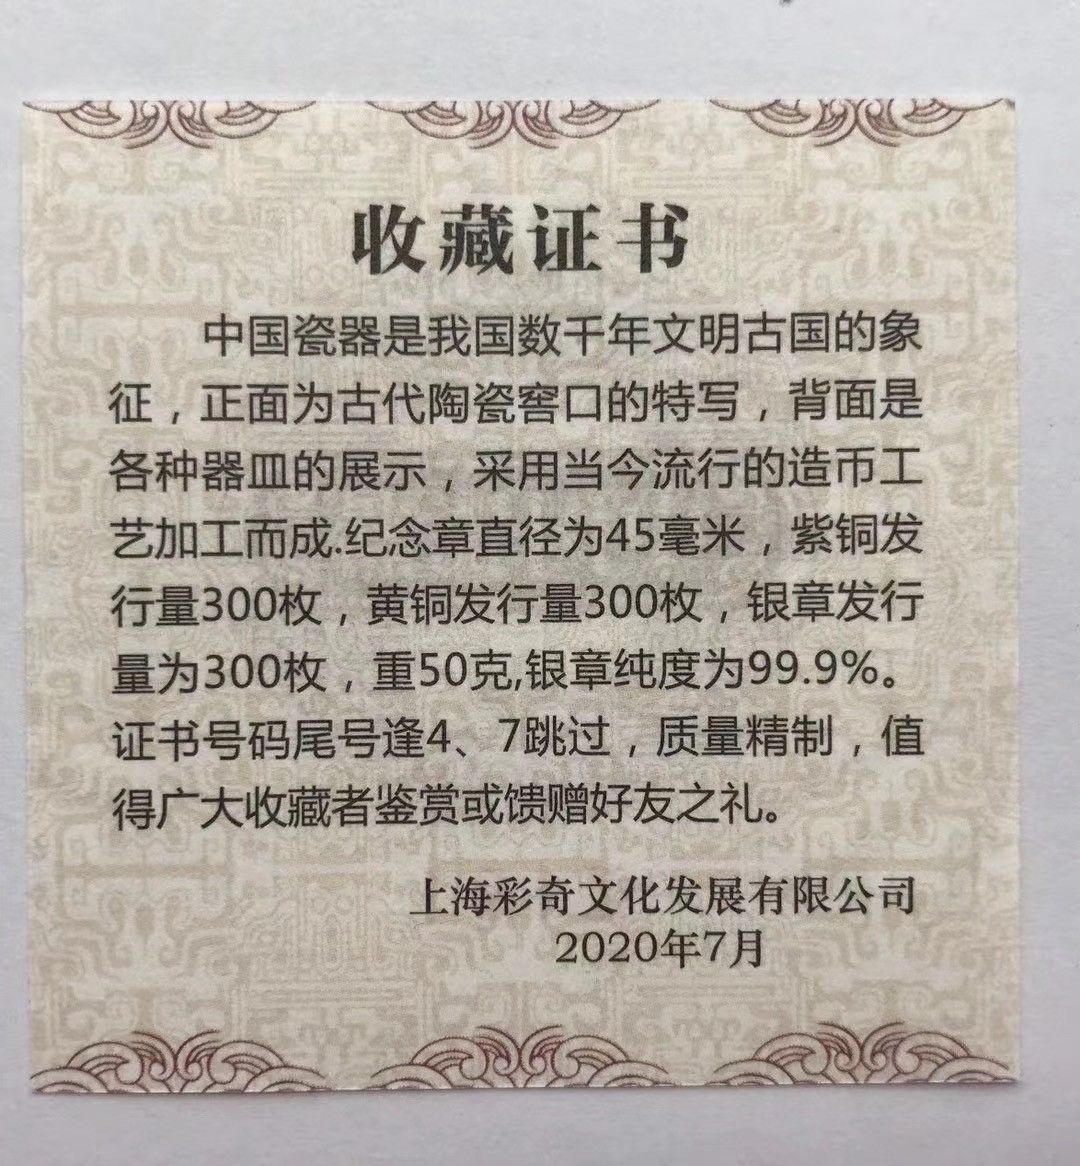 收藏证书
中国瓷器是我国数千年文明古国的象
征，正面为古代陶瓷窖口的特写，背面是
各种器皿的展示，采用当今流行的造币工
艺加工而成.纪念章直径为45毫米，紫铜发
行量300枚，黄铜发行量300枚，银章发行
量为300枚，重50克,银章纯度为99.9%。
证书号码尾号逢4、7跳过，质量精制，值
得广大收藏者鉴赏或馈赠好友之礼。
上海彩奇文化发展有限公司
2020年7月